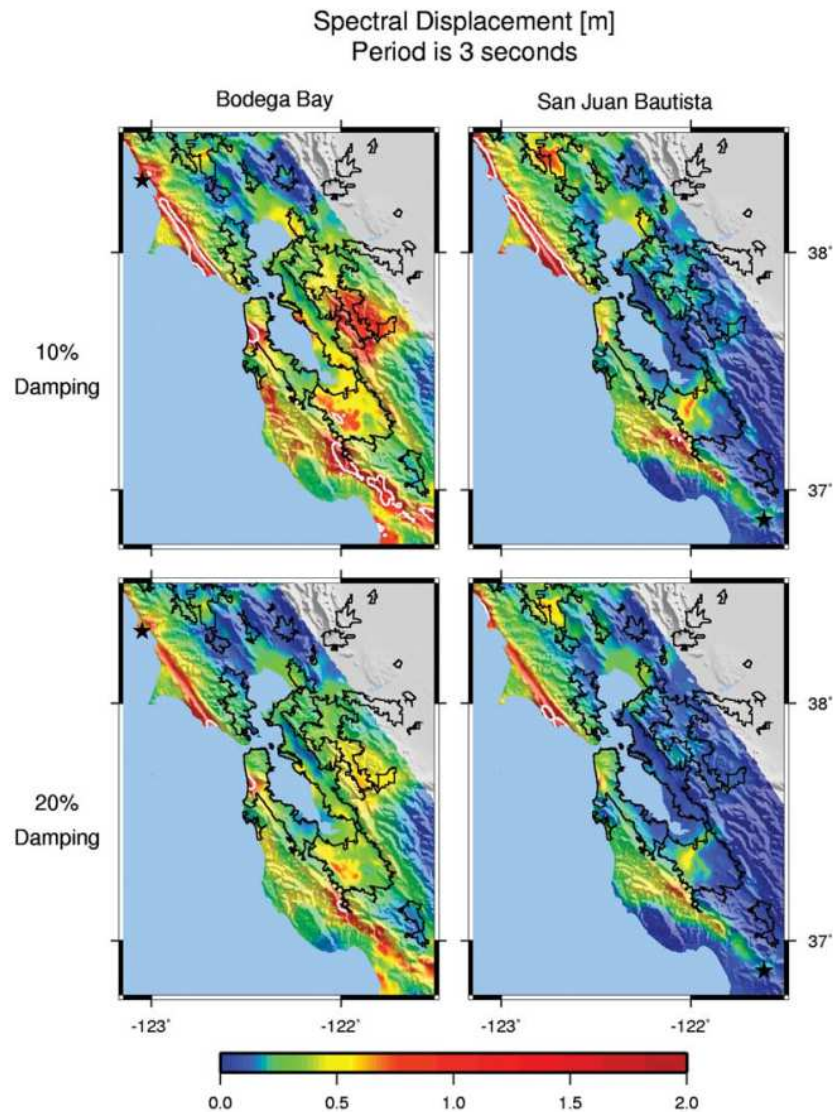 Spectral Displacement [m]
Period is 3 seconds
Bodega Bay
San Juan Bautista
10%
Damping
38°
37°
20%
Damping
38°
37°
-123°
-122°
-123°
-122°
0.0
0.5
1.0
1.5
2.0